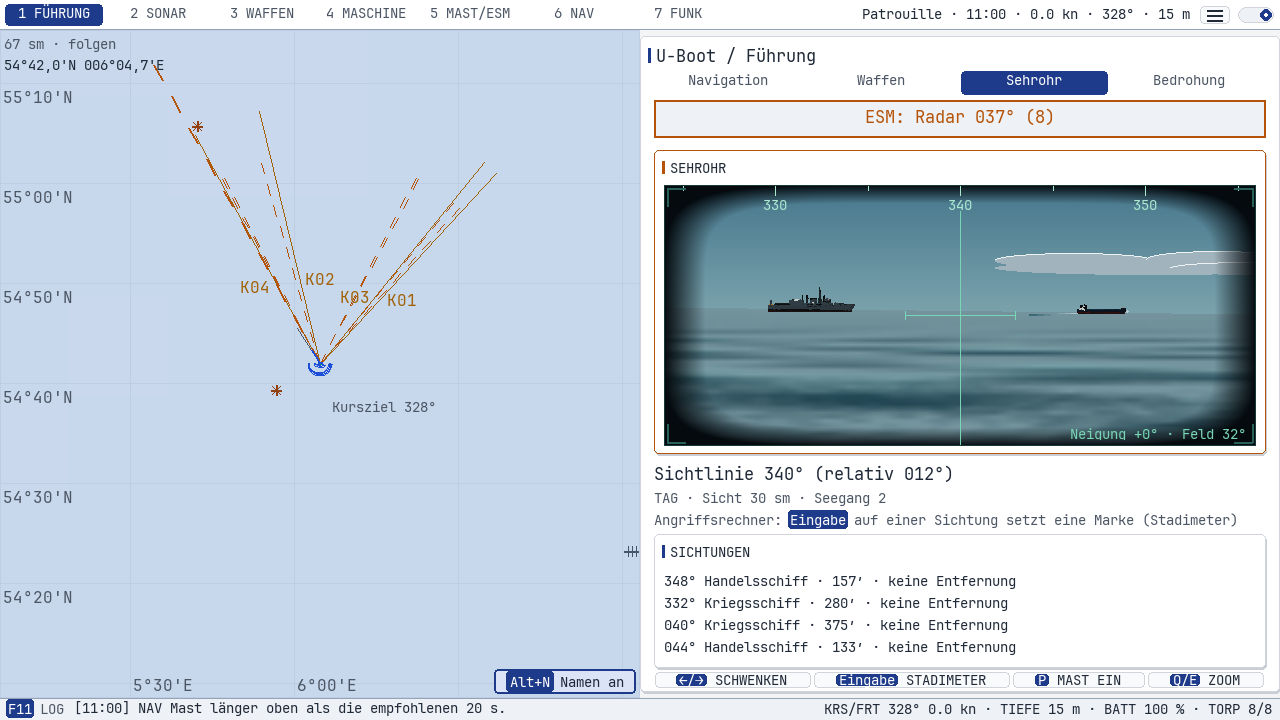 1 FÜHRUNG 2 SONAR 3 WAFFEN 4 MASCHINE 5 MAST/ESM 6 NAV 7 FUNK Patrouille · 11:00 · 0.0 kn · 328° · 15 m
67 sm · folgen
54°42,0'N 006°04,7'E
55°10'N
55°00'N
54°50'N
54°40'N
54°30'N
54°20'N
5°30'E 6°00'E
K04
K02
K03
K01
Kursziel 328°
Alt+N Namen an
U-Boot / Führung
Navigation Waffen Sehrohr Bedrohung
ESM: Radar 037° (8)
SEHROHR
330 340 350
Neigung +0° · Feld 32°
Sichtlinie 340° (relativ 012°)
TAG · Sicht 30 sm · Seegang 2
Angriffsrechner: Eingabe auf einer Sichtung setzt eine Marke (Stadimeter)
SICHTUNGEN
348° Handelsschiff · 157′ · keine Entfernung
332° Kriegsschiff · 280′ · keine Entfernung
040° Kriegsschiff · 375′ · keine Entfernung
044° Handelsschiff · 133′ · keine Entfernung
←/→ SCHWENKEN Eingabe STADIMETER P MAST EIN Q/E ZOOM
F11 LOG [11:00] NAV Mast länger oben als die empfohlenen 20 s. KRS/FRT 328° 0.0 kn · TIEFE 15 m · BATT 100 % · TORP 8/8